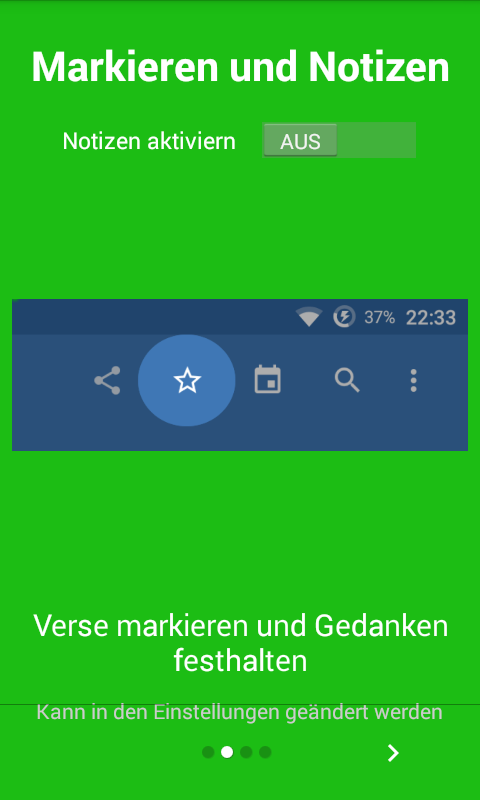 Markieren und Notizen
Notizen aktiviern
AUS
37% 22:33
Verse markieren und Gedanken
festhalten
Kann in den Einstellungen geändert werden